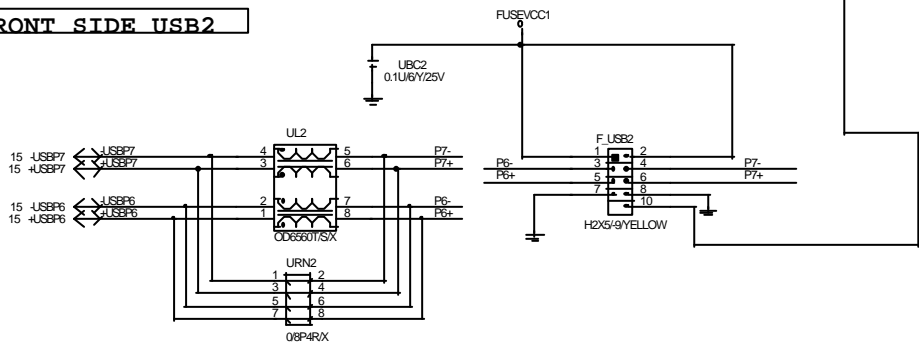 RONT SIDE USB2
FUSEVCC1
UBC2
0.1U/6/Y/25V
UL2
F_USB2
15 -USBP7 -USBP7 4 5 P7-
15 +USBP7 +USBP7 3 6 P7+
1 2
P6- 3 4 P7-
P6+ 5 6 P7+
7 8
10
15 -USBP6 -USBP6 2 7 P6-
15 +USBP6 +USBP6 1 8 P6+
H2X5/-9/YELLOW
OD6560T/S/X
URN2
1 2
3 4
5 6
7 8
0/8P4R/X